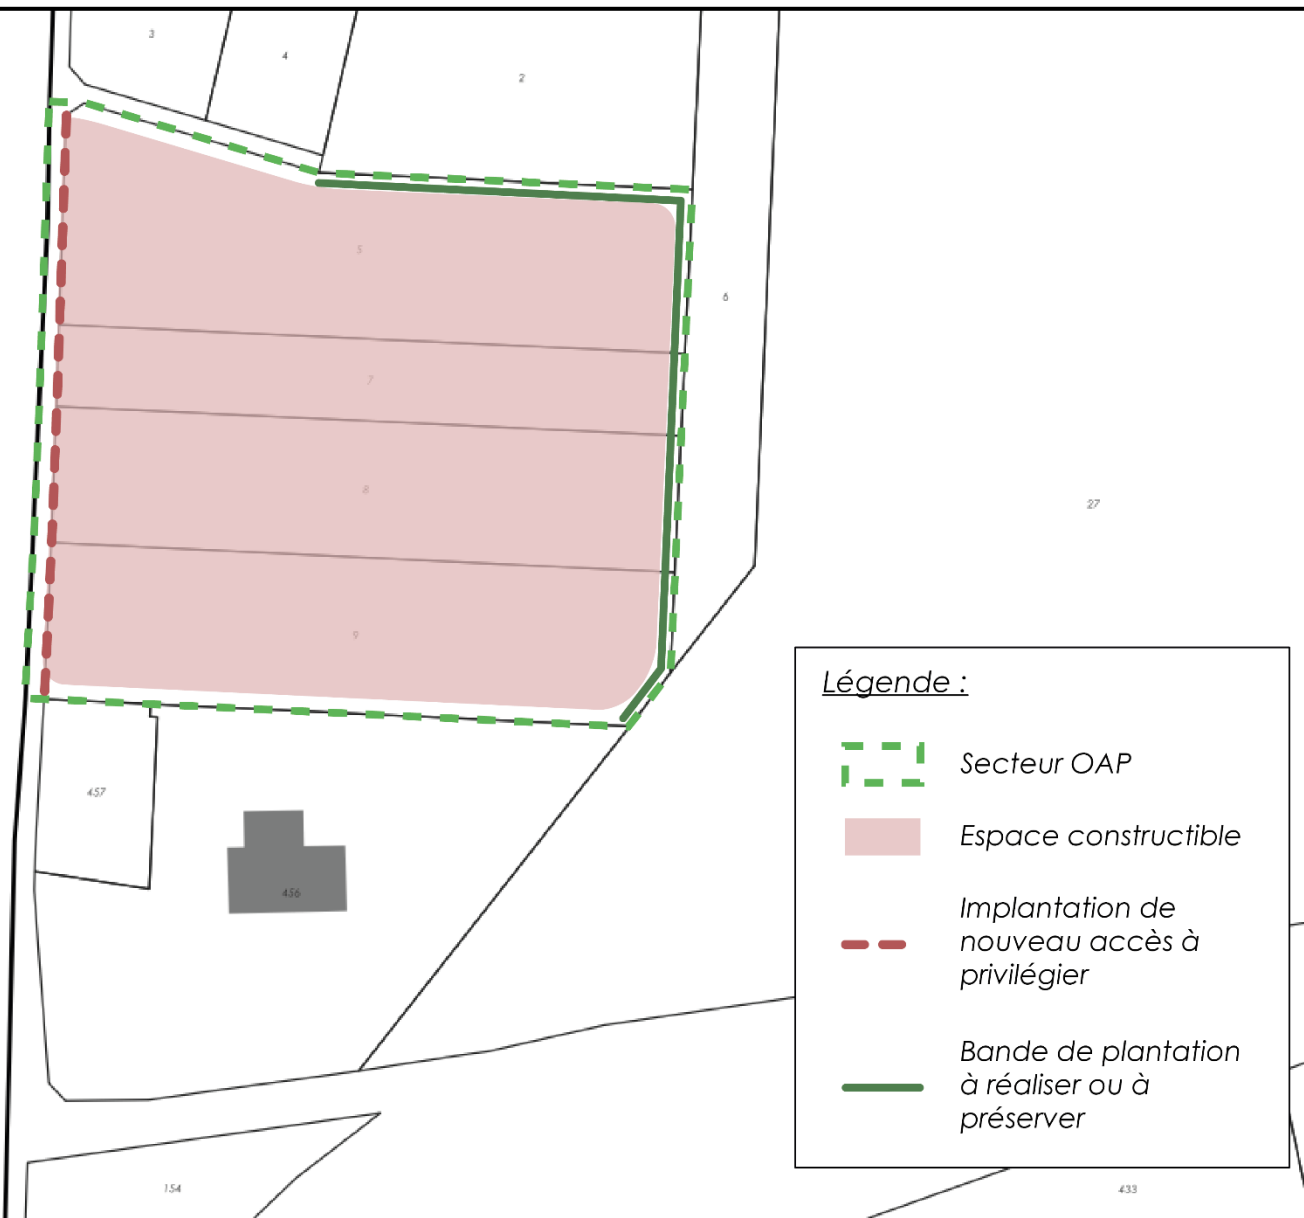 3
4
2
5
6
7
8
27
9
Légende :
Secteur OAP
Espace constructible
457
456
Implantation de
nouveau accès à
privilégier
Bande de plantation
à réaliser ou à
préserver
154
433